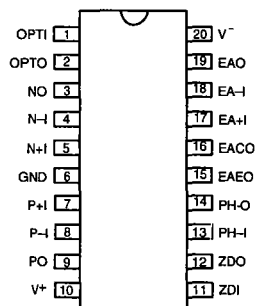 OPTI 1 20 V⁻
OPTO 2 19 EAO
NO 3 18 EA–I
N–I 4 17 EA+I
N+I 5 16 EACO
GND 6 15 EAEO
P+I 7 14 PH-O
P–I 8 13 PH–I
PO 9 12 ZDO
V⁺ 10 11 ZDI